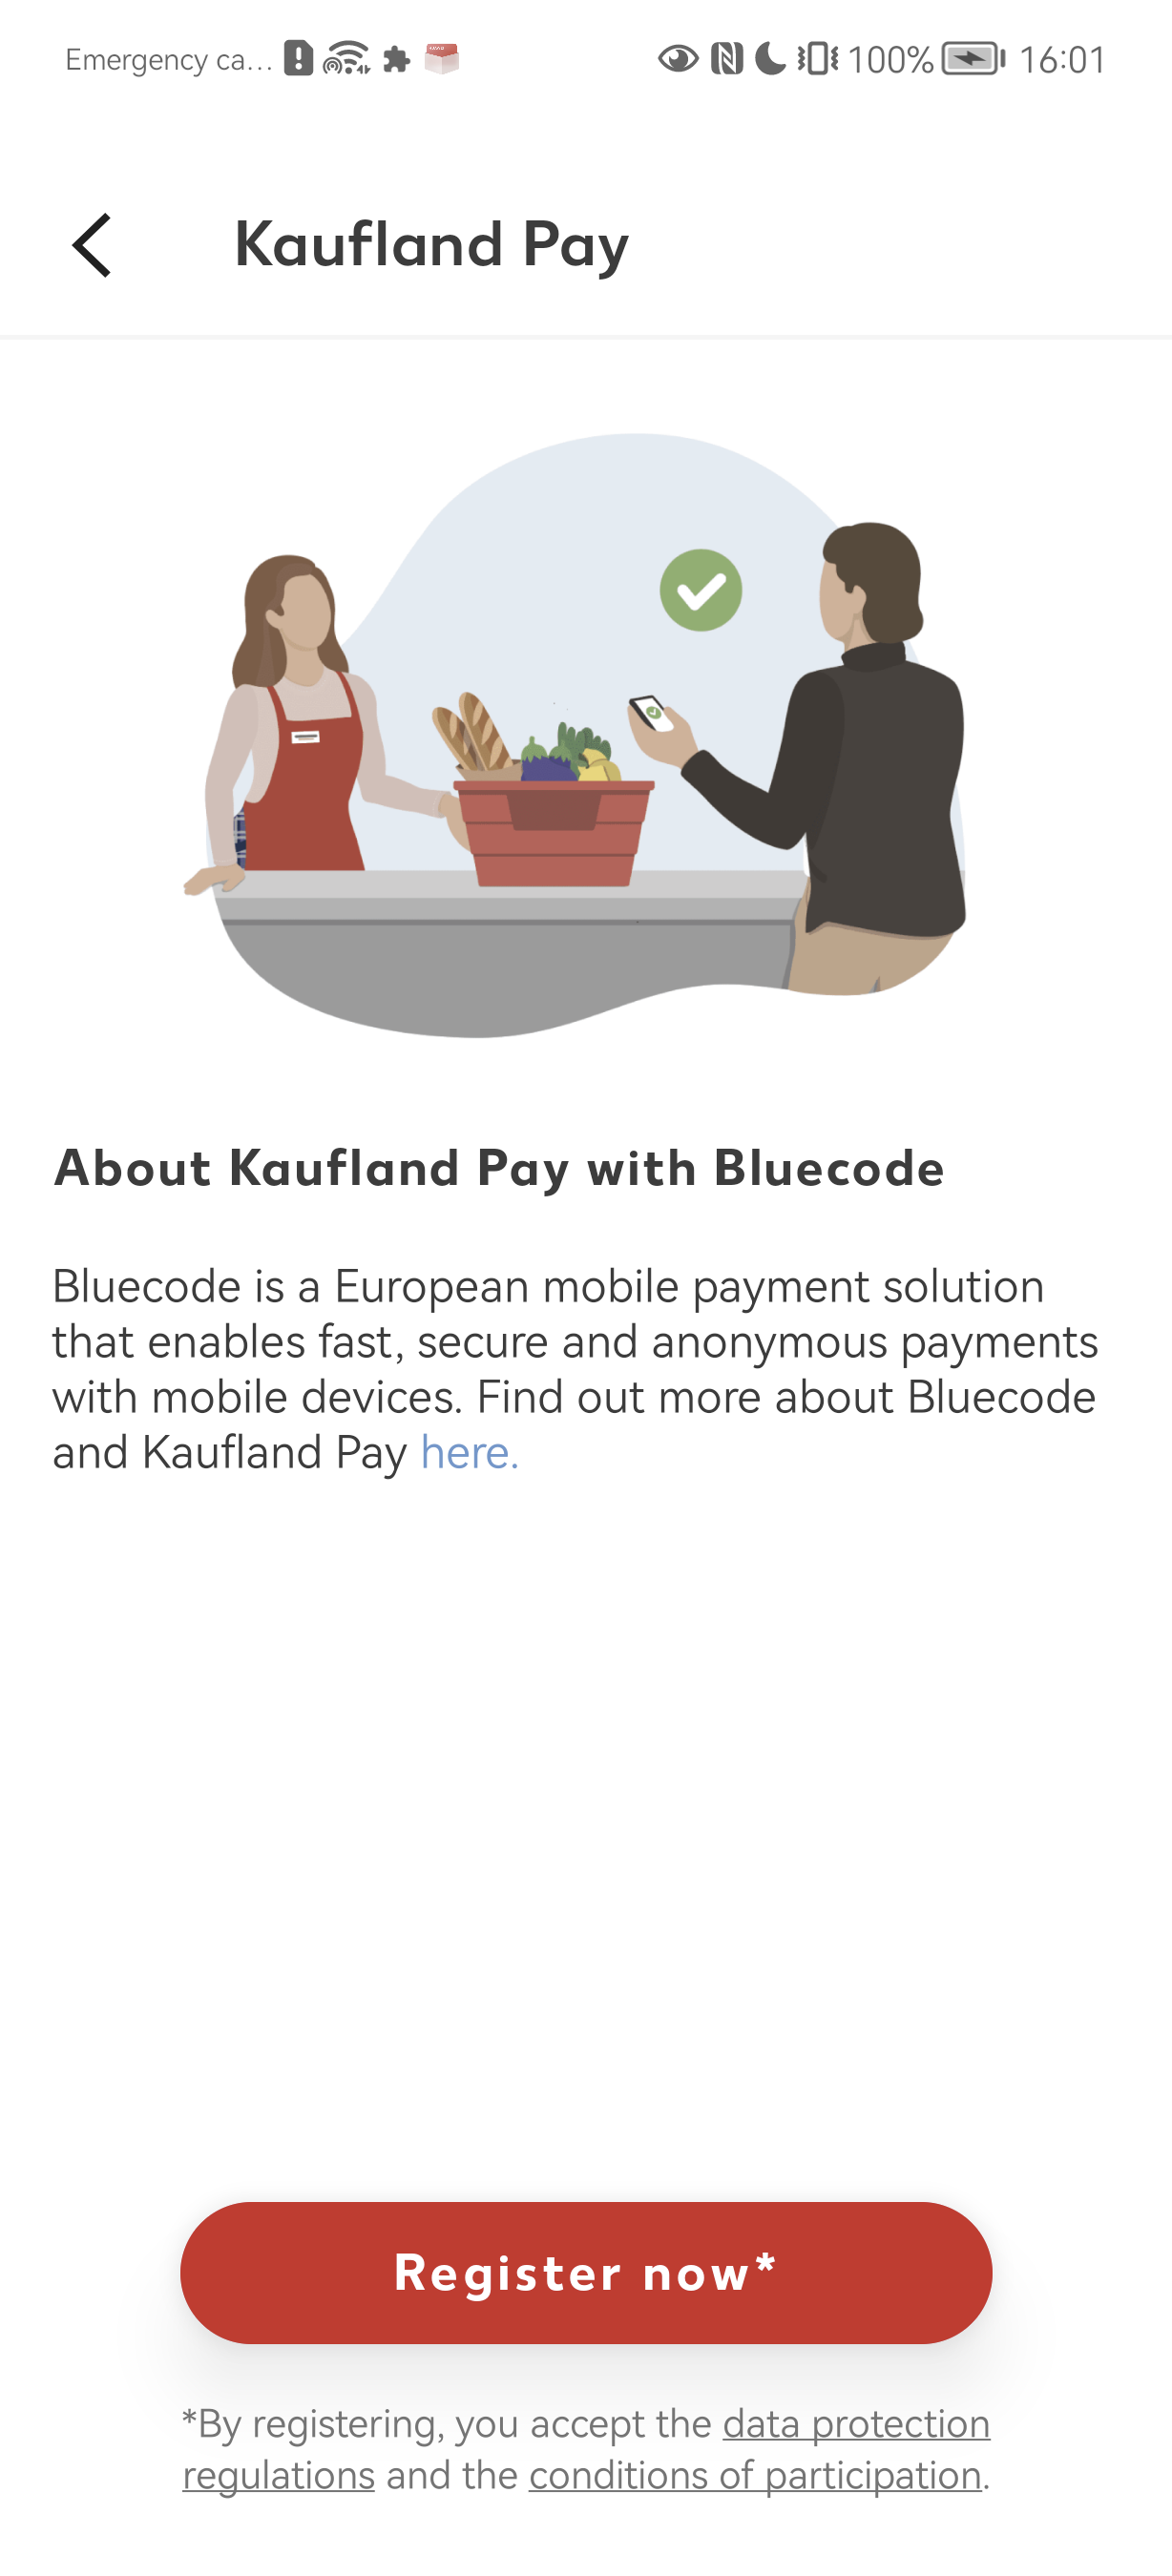 Emergency ca... 100% 16:01
Kaufland Pay
About Kaufland Pay with Bluecode
Bluecode is a European mobile payment solution
that enables fast, secure and anonymous payments
with mobile devices. Find out more about Bluecode
and Kaufland Pay here.
Register now*
*By registering, you accept the data protection
regulations and the conditions of participation.